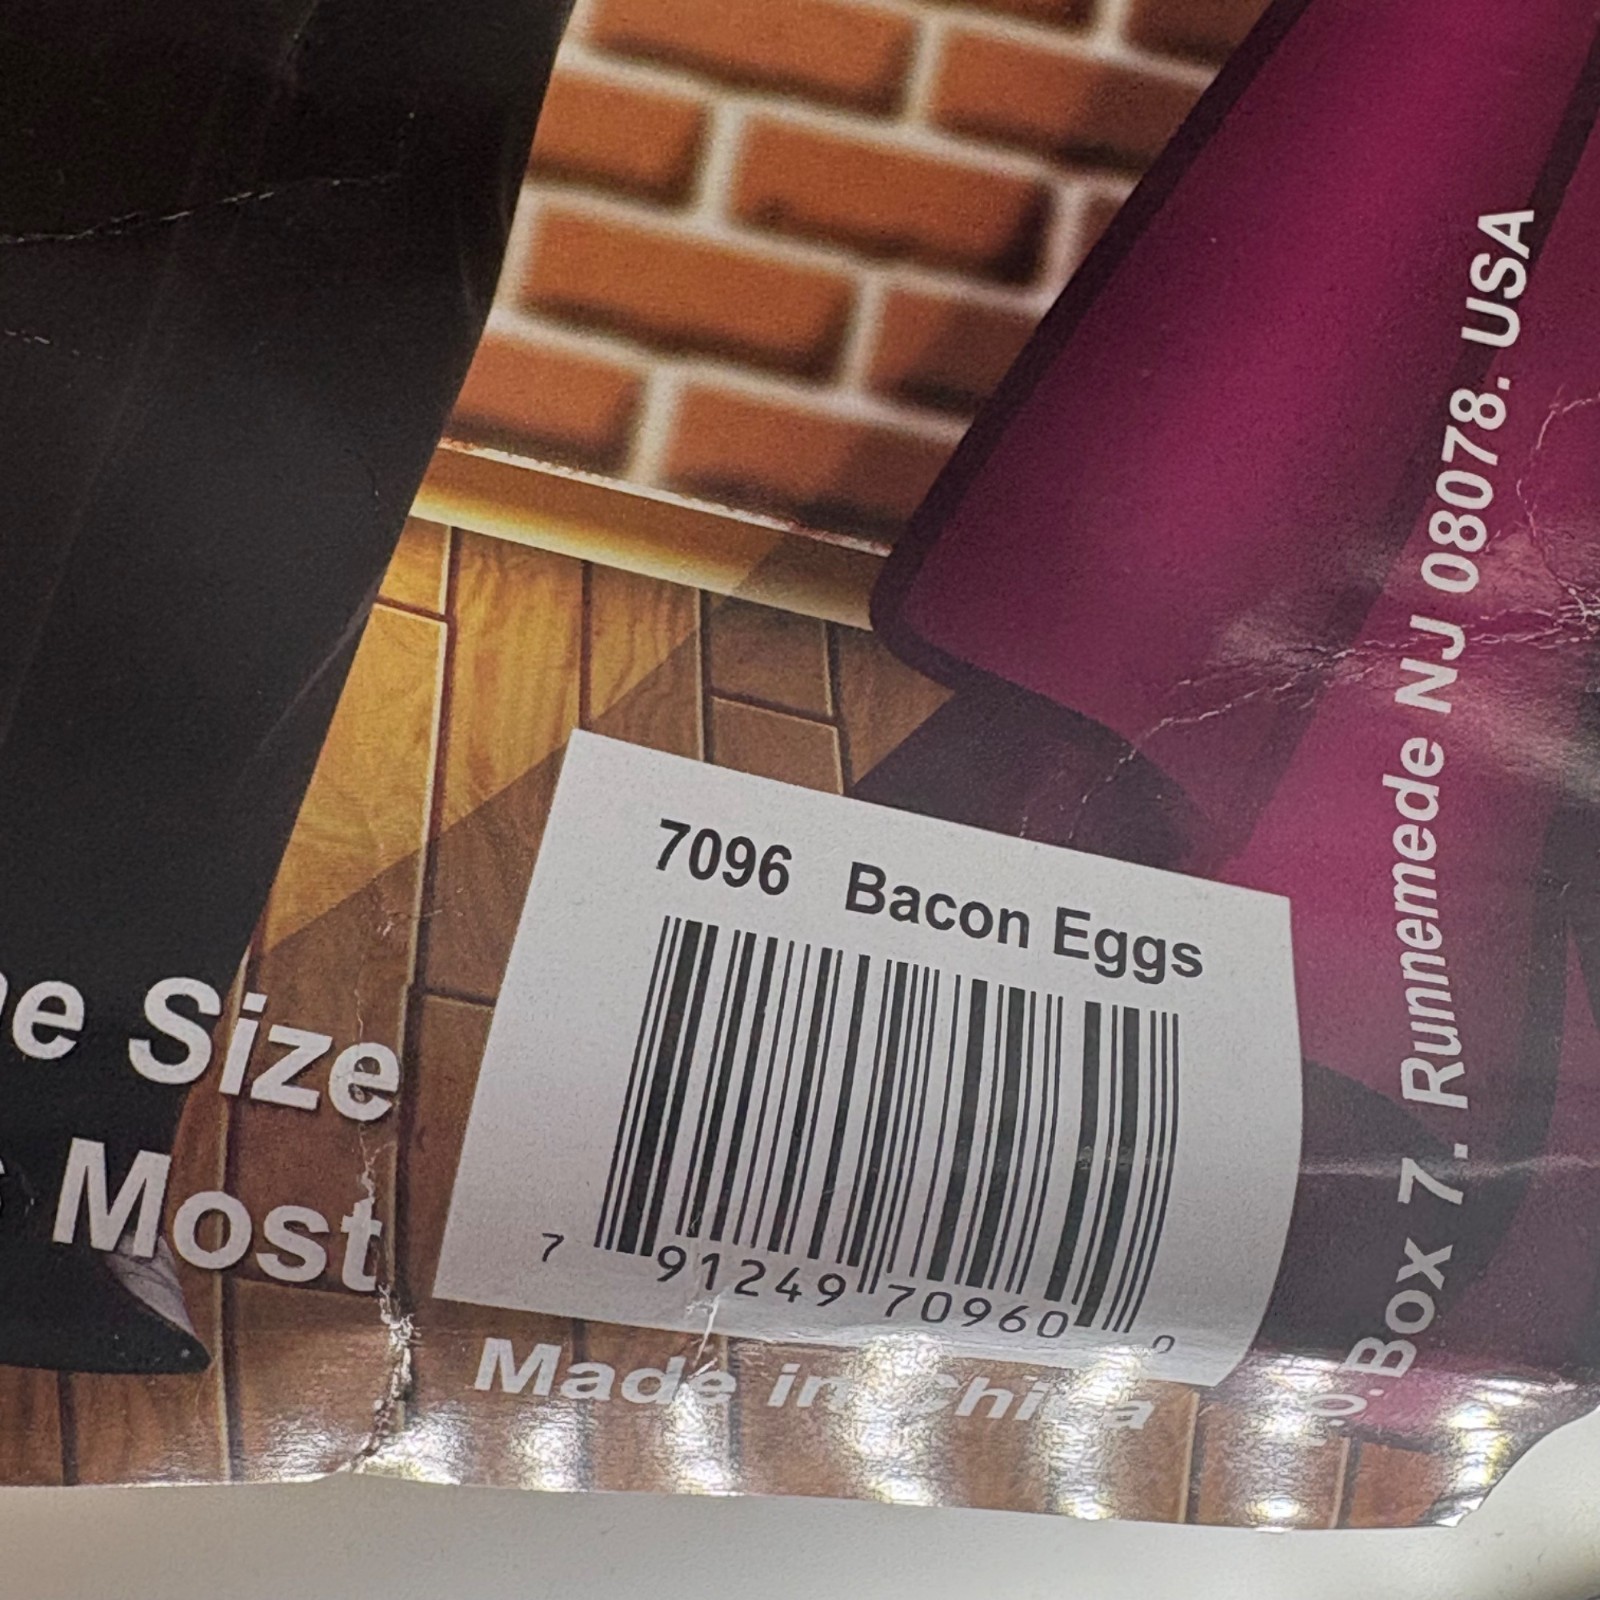 Size
Most
7096 Bacon Eggs
7 91249 70960 0
Made in China
P.O. Box 7. Runnemede NJ 08078. USA